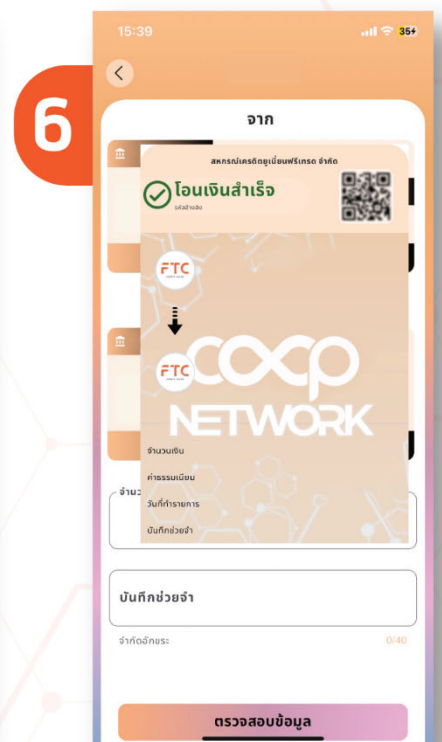 6
15:39
35
จาก
สหกรณ์เครดิตยูเนี่ยนฟรีเทรด จำกัด
โอนเงินสำเร็จ
รหัสอ้างอิง
FTC
FTC
COOP
NETWORK
จำนวนเงิน
ค่าธรรมเนียม
วันที่ทำรายการ
บันทึกช่วยจำ
บันทึกช่วยจำ
จำกัดอักขระ
0/40
ตรวจสอบข้อมูล